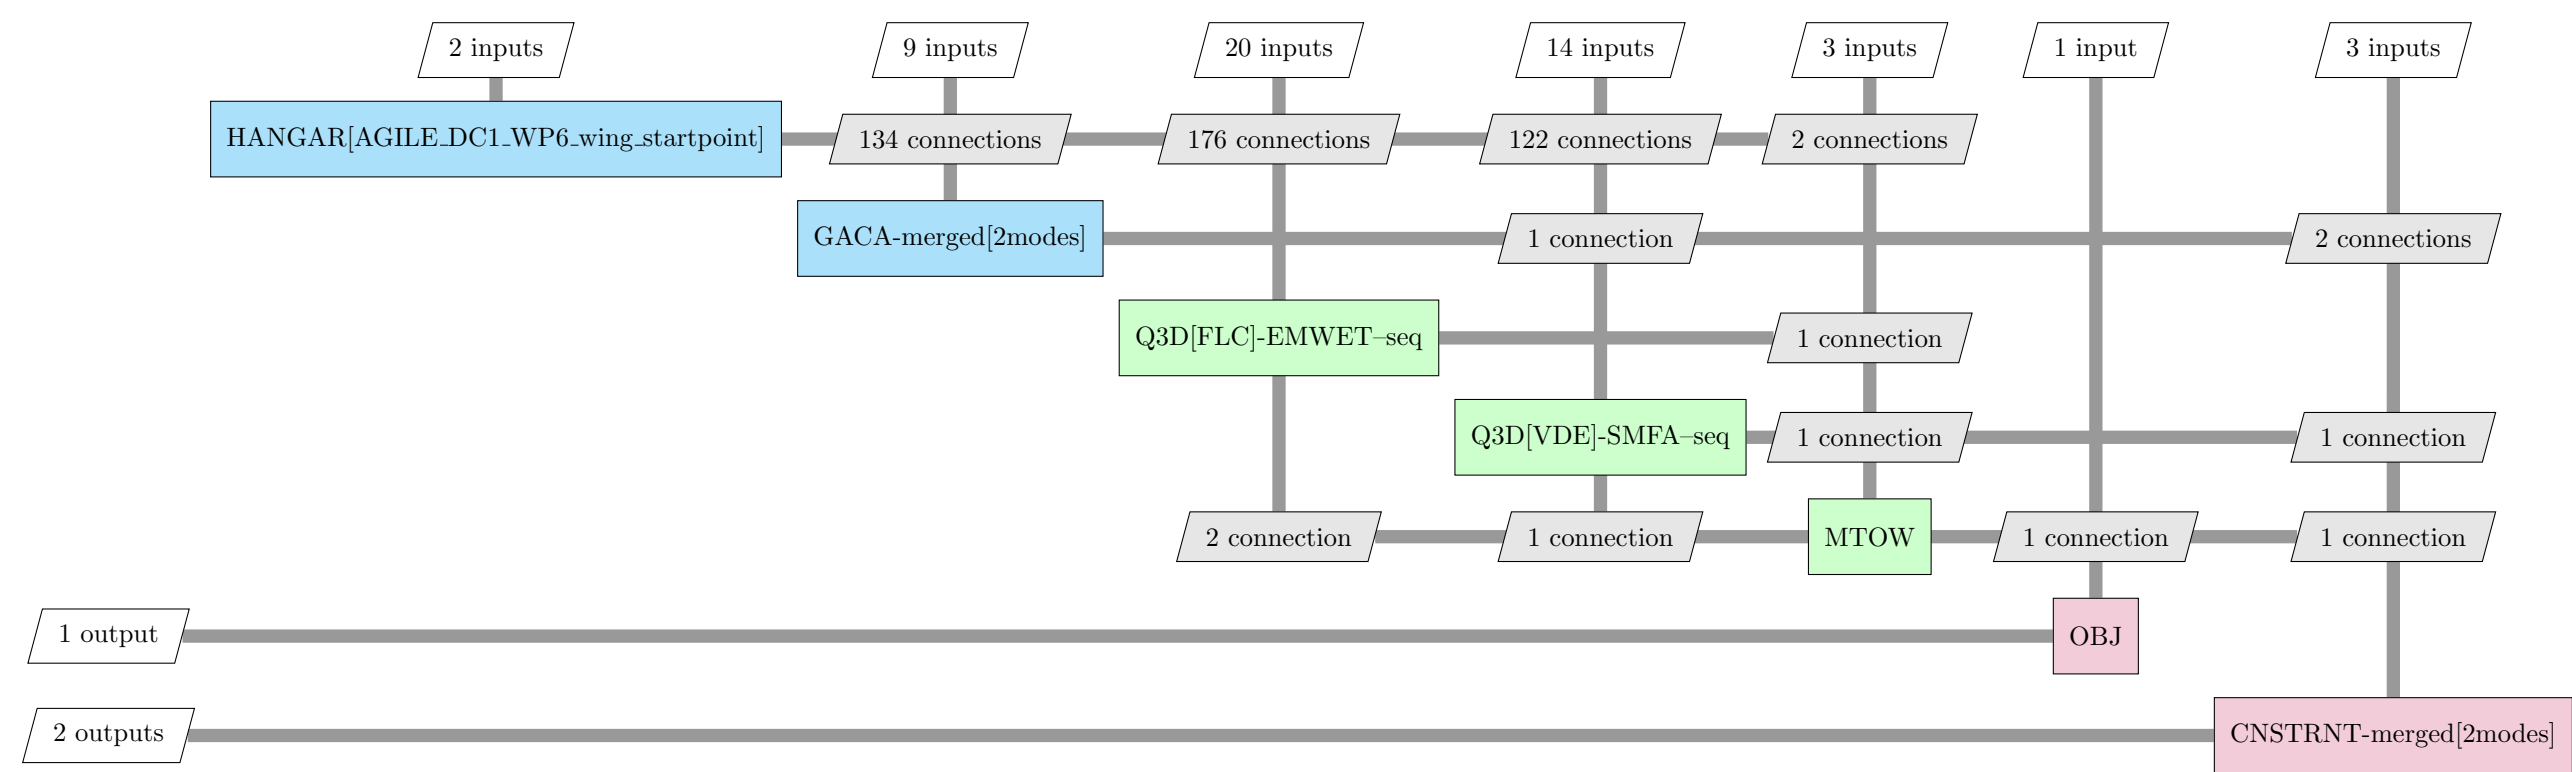 2 inputs
9 inputs
20 inputs
14 inputs
3 inputs
1 input
3 inputs
HANGAR[AGILE_DC1_WP6_wing_startpoint]
134 connections
176 connections
122 connections
2 connections
GACA-merged[2modes]
1 connection
2 connections
Q3D[FLC]-EMWET–seq
1 connection
Q3D[VDE]-SMFA–seq
1 connection
1 connection
2 connection
1 connection
MTOW
1 connection
1 connection
1 output
OBJ
2 outputs
CNSTRNT-merged[2modes]